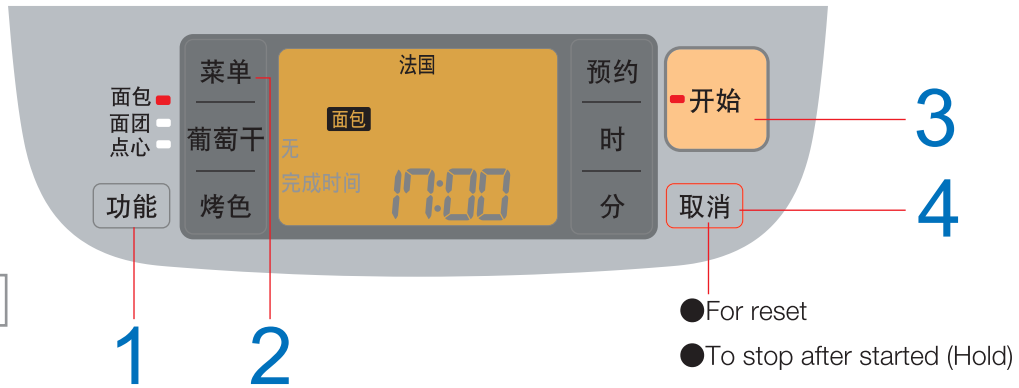 法国
面包
无
完成时间
17:00
面包
面团
点心
功能
菜单
葡萄干
烤色
预约
时
分
开始
取消
1
2
3
4
●For reset
●To stop after started (Hold)